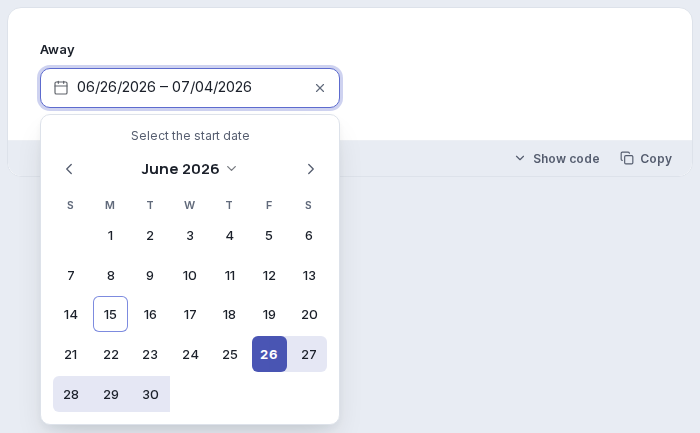 Away
06/26/2026 – 07/04/2026
Select the start date
June 2026
Show code
Copy
S M T W T F S
1 2 3 4 5 6
7 8 9 10 11 12 13
14 15 16 17 18 19 20
21 22 23 24 25 26 27
28 29 30